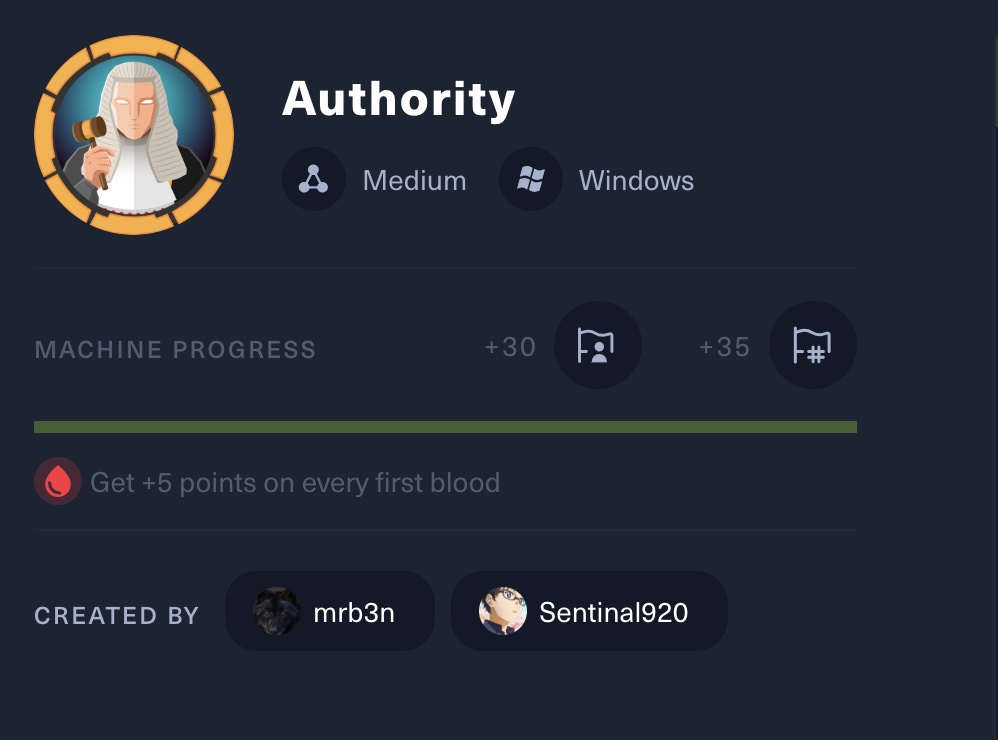 Authority
Medium Windows
MACHINE PROGRESS +30 +35
Get +5 points on every first blood
CREATED BY mrb3n Sentinal920